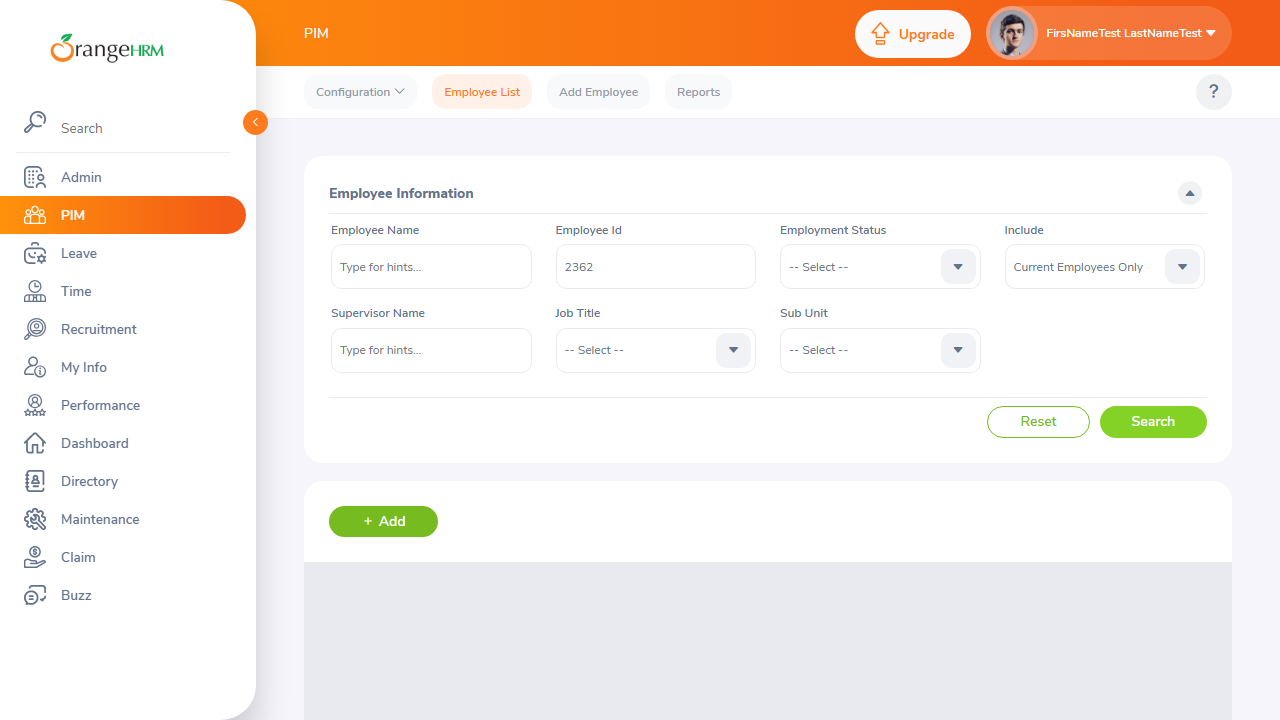 OrangeHRM
PIM
Upgrade
FirsNameTest LastNameTest
Configuration
Employee List
Add Employee
Reports
?
Search
Admin
PIM
Leave
Time
Recruitment
My Info
Performance
Dashboard
Directory
Maintenance
Claim
Buzz
Employee Information
Employee Name
Employee Id
Employment Status
Include
Type for hints...
2362
-- Select --
Current Employees Only
Supervisor Name
Job Title
Sub Unit
Type for hints...
-- Select --
-- Select --
Reset
Search
+ Add